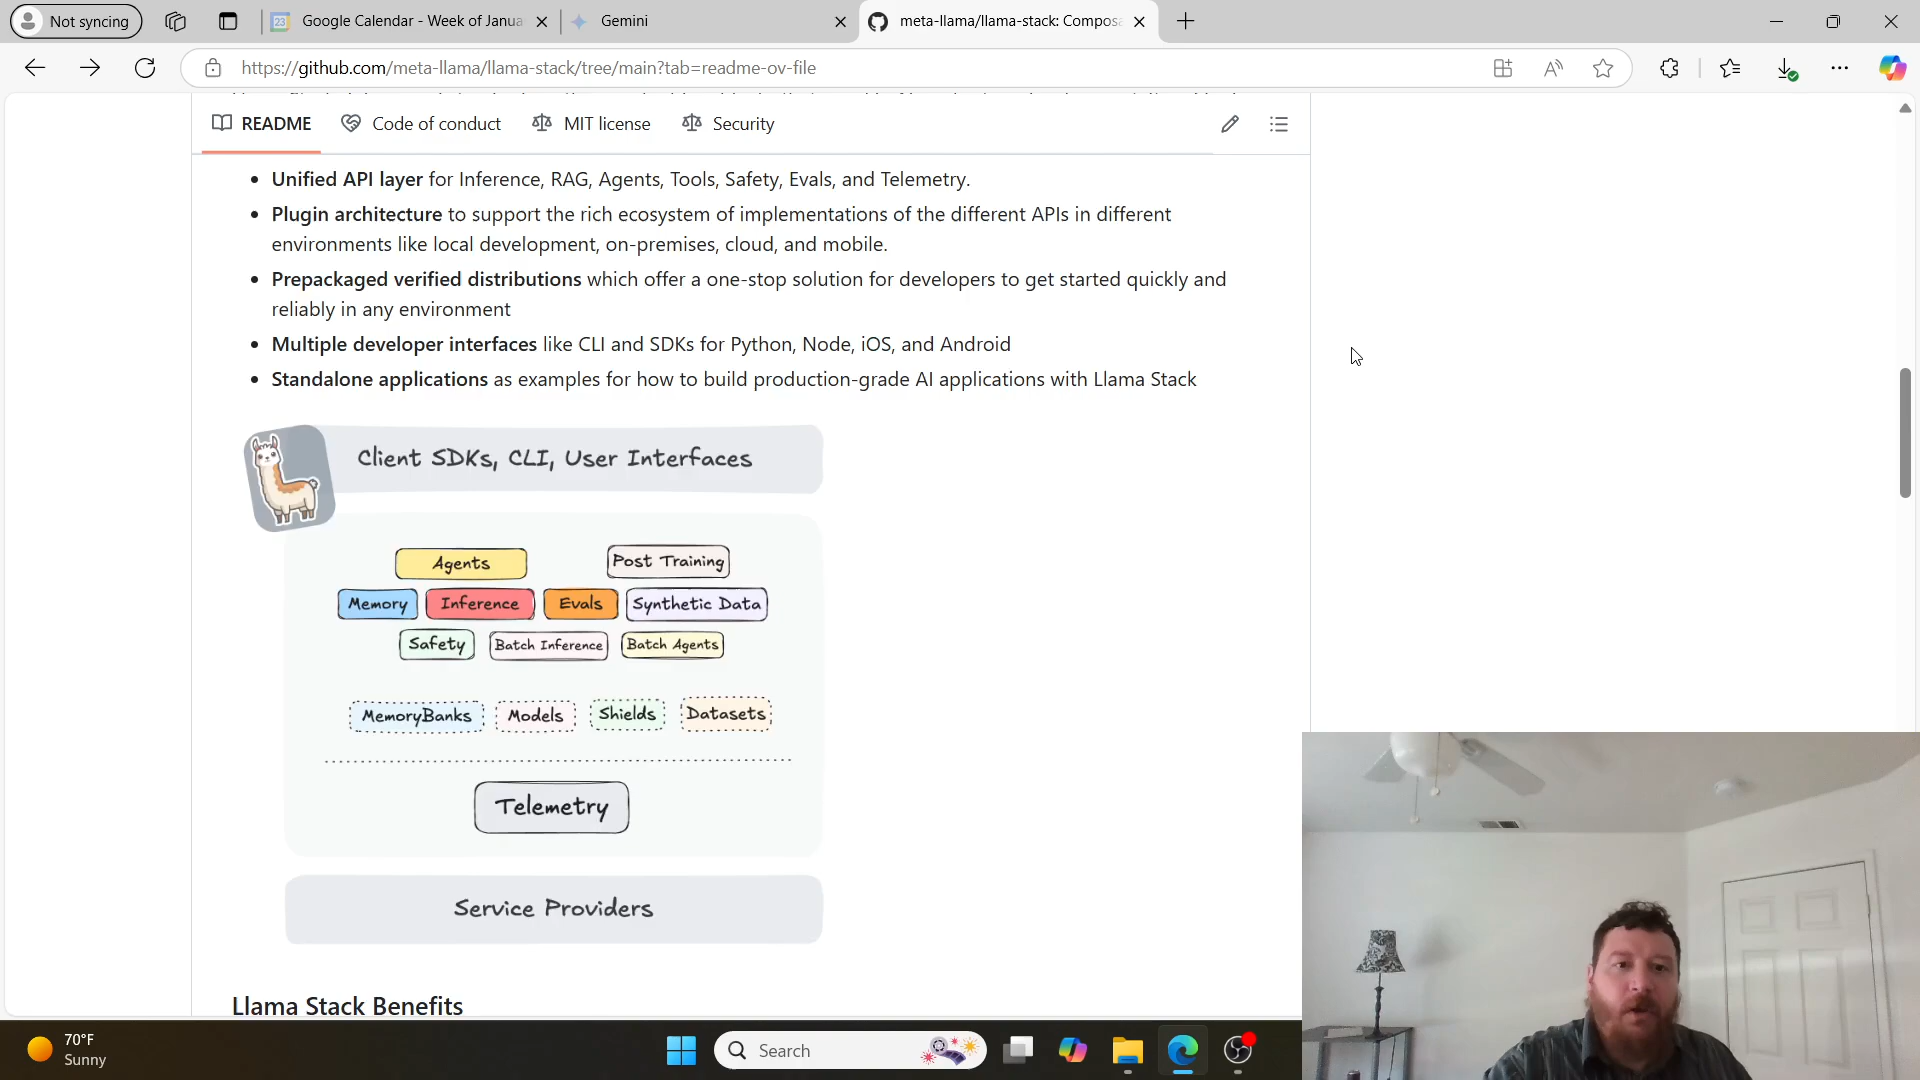 Not syncing
23
Google Calendar - Week of Janua
Gemini
meta-llama/llama-stack: Composa
https://github.com/meta-llama/llama-stack/tree/main?tab=readme-ov-file
README
Code of conduct
MIT license
Security
• Unified API layer for Inference, RAG, Agents, Tools, Safety, Evals, and Telemetry.
• Plugin architecture to support the rich ecosystem of implementations of the different APIs in different
environments like local development, on-premises, cloud, and mobile.
• Prepackaged verified distributions which offer a one-stop solution for developers to get started quickly and
reliably in any environment
• Multiple developer interfaces like CLI and SDKs for Python, Node, iOS, and Android
• Standalone applications as examples for how to build production-grade AI applications with Llama Stack
Client SDKs, CLI, User Interfaces
Agents
Post Training
Memory
Inference
Evals
Synthetic Data
Safety
Batch Inference
Batch Agents
MemoryBanks
Models
Shields
Datasets
Telemetry
Service Providers
Llama Stack Benefits
70°F
Sunny
Search